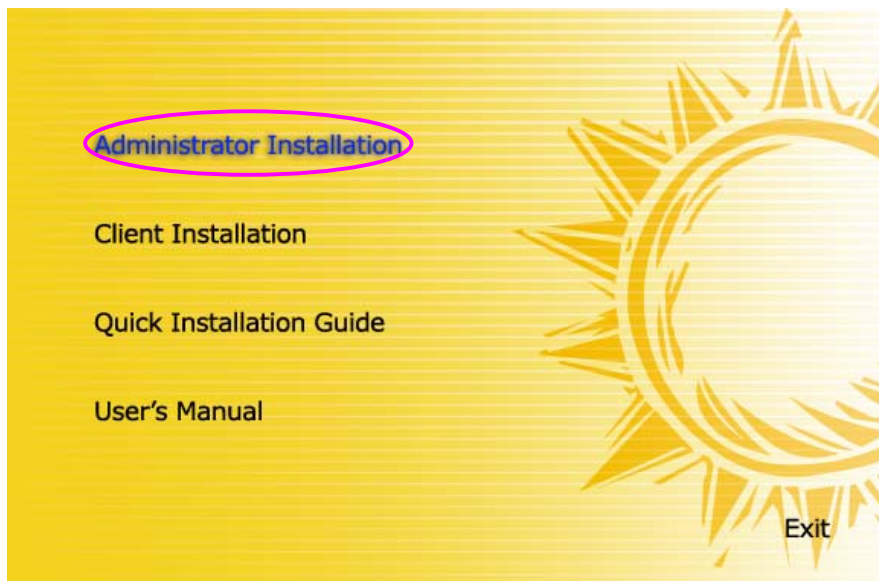 Administrator Installation
Client Installation
Quick Installation Guide
User’s Manual
Exit